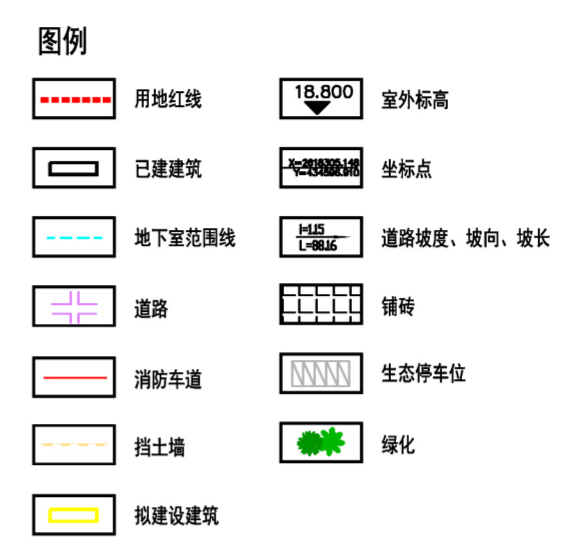 图例
用地红线
18.800
室外标高
已建建筑
坐标点
地下室范围线
L=88.16
道路坡度、坡向、坡长
道路
铺砖
消防车道
生态停车位
挡土墙
绿化
拟建设建筑